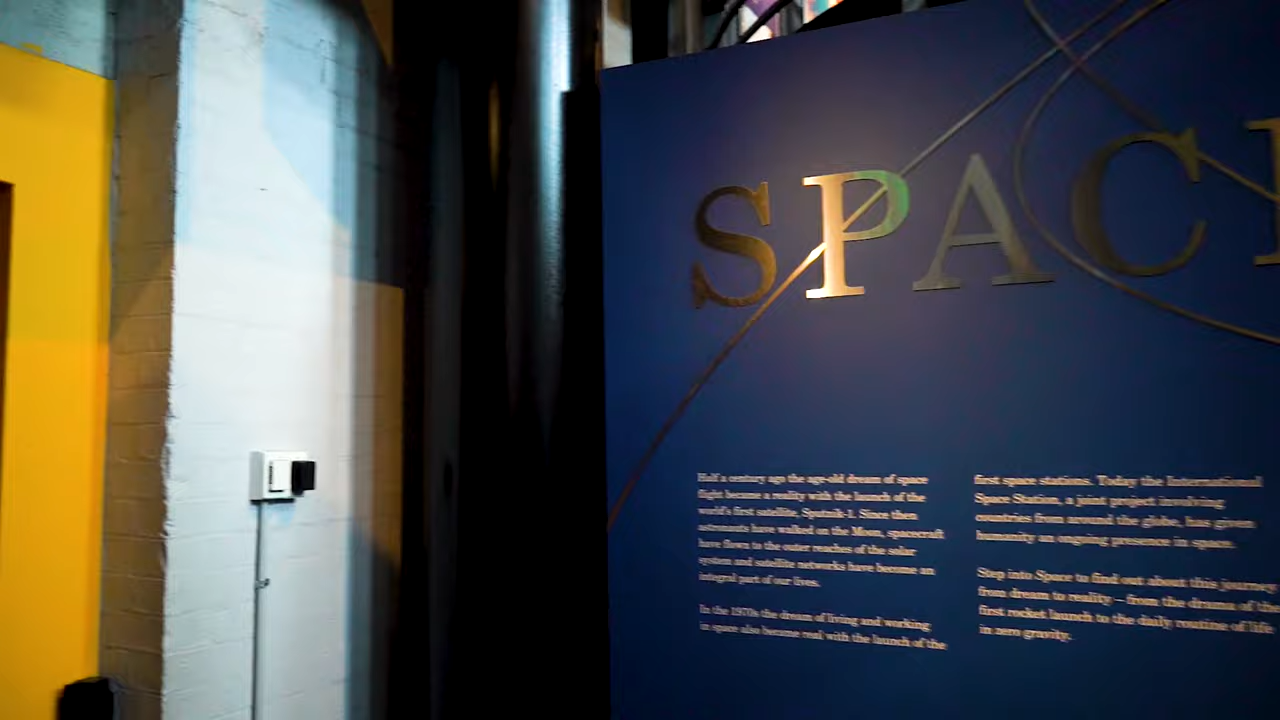 SPACE
Half a century ago the age-old dream of space
flight became a reality with the launch of the
world's first satellite, Sputnik 1. Since then
astronauts have walked on the Moon, spacecraft
have flown to the outer reaches of the solar
system and satellite networks have become an
integral part of our lives.
In the 1970s the dream of living and working
in space also became real with the launch of the
first space stations. Today the International
Space Station, a joint project involving
countries from around the globe, has given
humanity an ongoing presence in space.
Step into Space to find out about this journey
from dream to reality – from the drama of the
first rocket launch to the daily routine of life
in zero gravity.